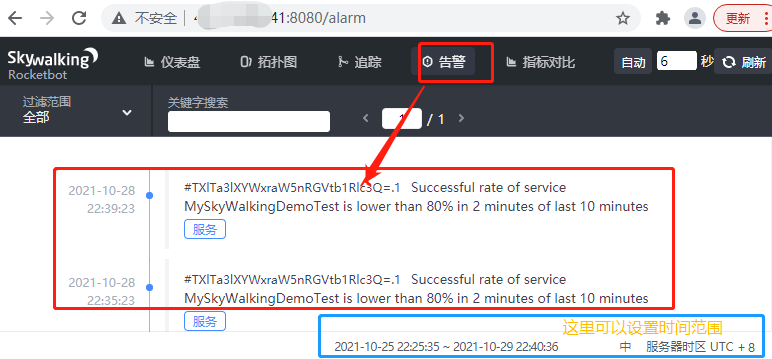 不安全 41:8080/alarm
更新
Skywalking
Rocketbot
仪表盘
拓扑图
追踪
告警
指标对比
自动 6 秒 刷新
过滤范围
全部
关键字搜索
1 / 1
2021-10-28
22:39:23
#TXlTa3lXYWxraW5nRGVtb1Rlc3Q=.1 Successful rate of service
MySkyWalkingDemoTest is lower than 80% in 2 minutes of last 10 minutes
服务
2021-10-28
22:35:23
#TXlTa3lXYWxraW5nRGVtb1Rlc3Q=.1 Successful rate of service
MySkyWalkingDemoTest is lower than 80% in 2 minutes of last 10 minutes
服务
这里可以设置时间范围
2021-10-25 22:25:35 ~ 2021-10-29 22:40:36 中 服务器时区 UTC + 8